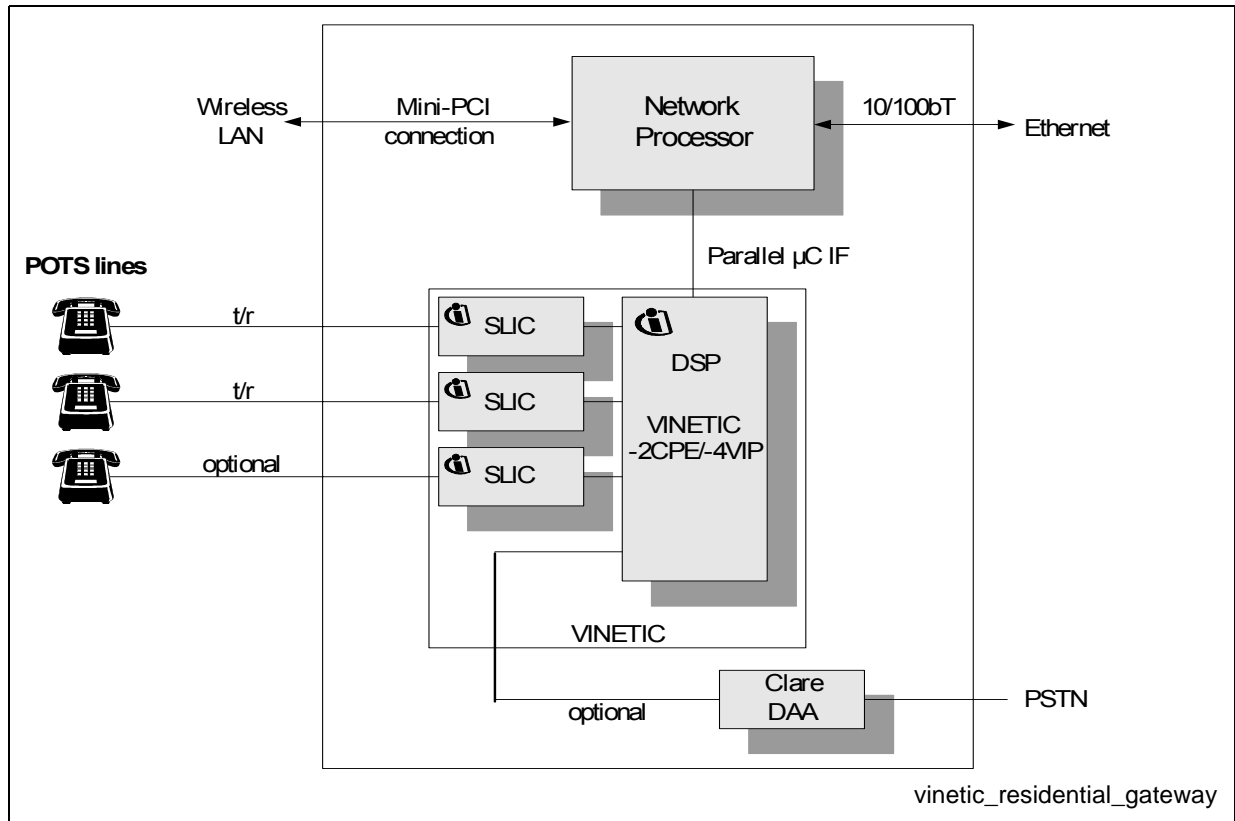 Wireless
LAN
Mini-PCI
connection
Network
Processor
10/100bT
Ethernet
Parallel µC IF
POTS lines
t/r
SLIC
t/r
SLIC
optional
SLIC
DSP
VINETIC
-2CPE/-4VIP
VINETIC
optional
Clare
DAA
PSTN
vinetic_residential_gateway